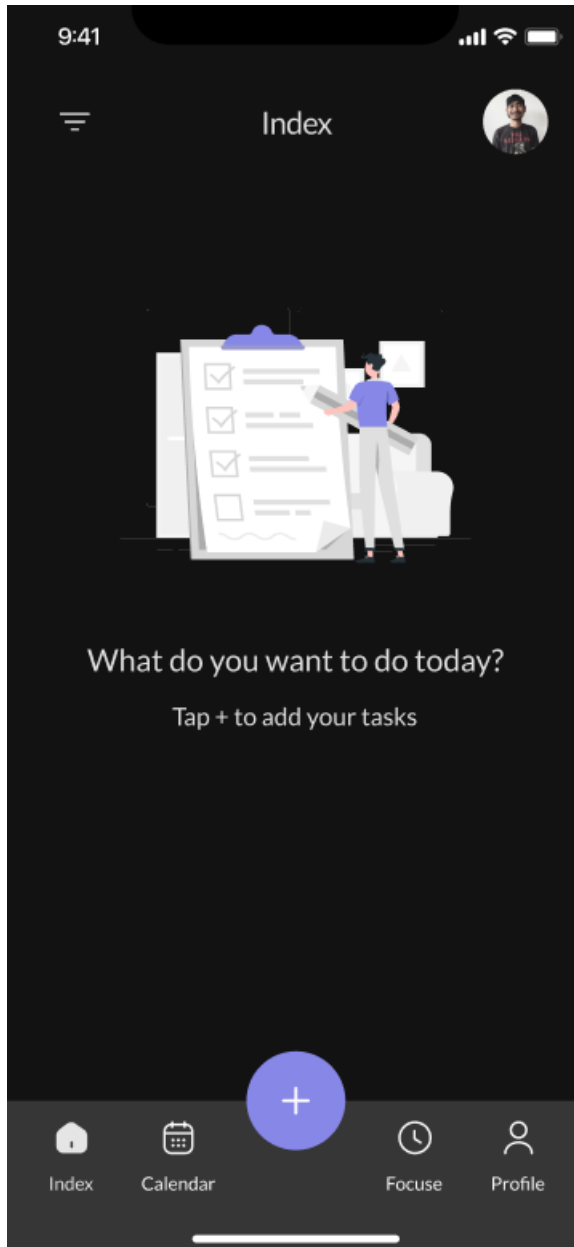 9:41
Index
What do you want to do today?
Tap + to add your tasks
Index
Calendar
Focuse
Profile